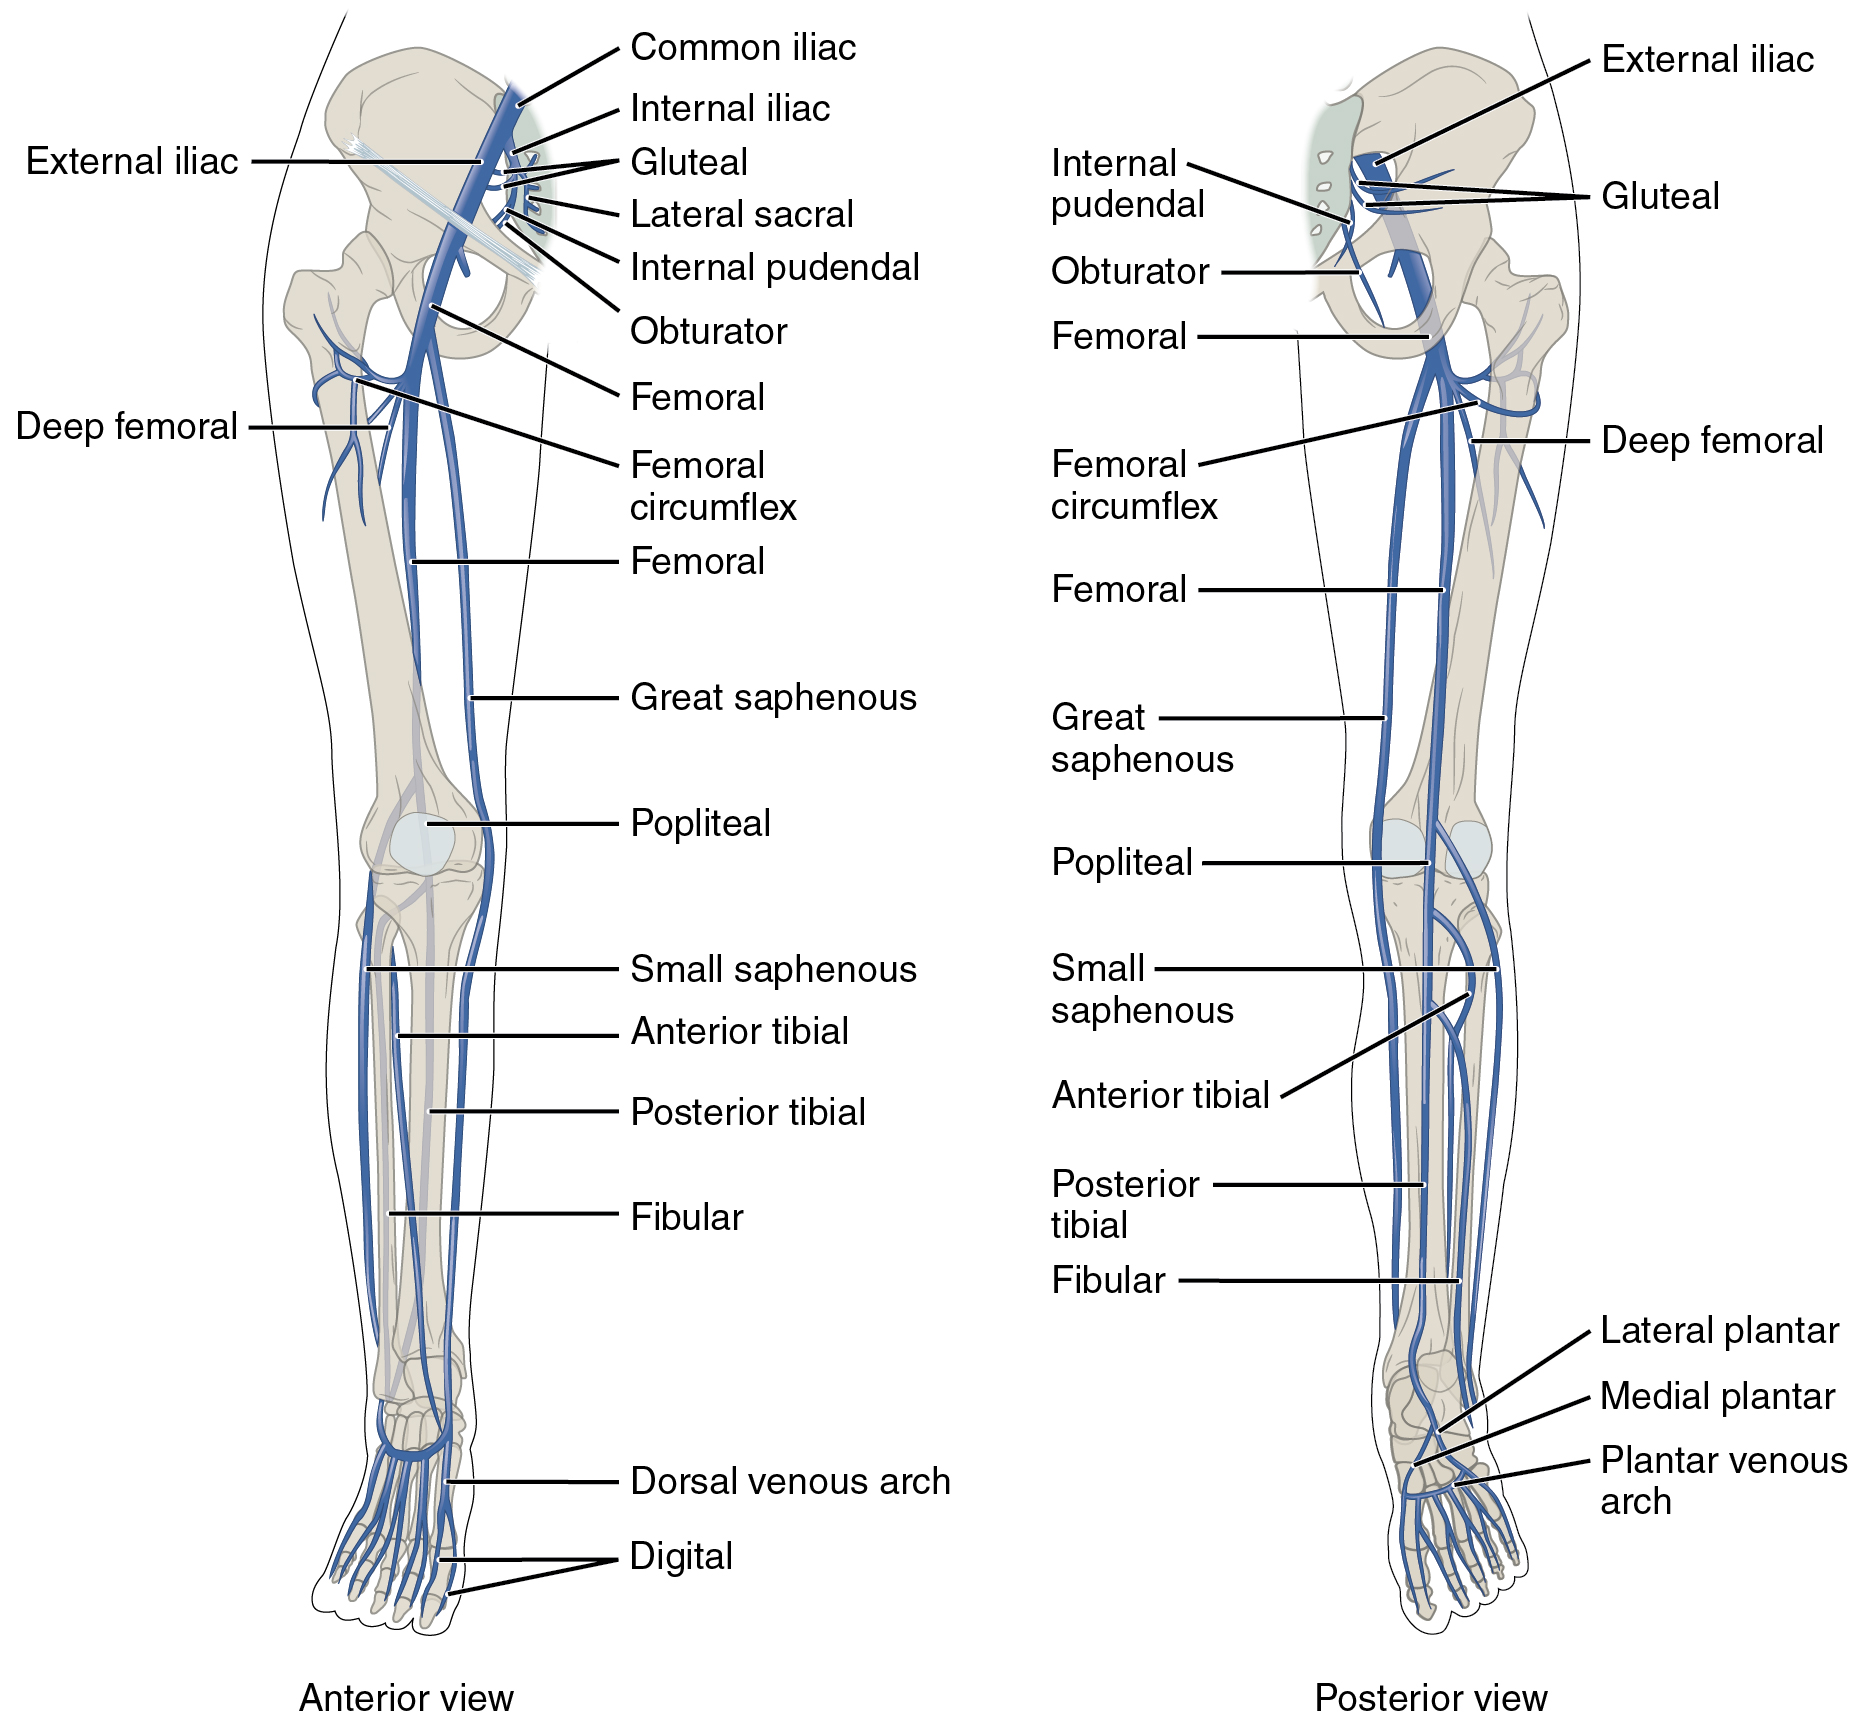 Common iliac
Internal iliac
External iliac
Gluteal
Lateral sacral
Internal pudendal
Obturator
Femoral
Deep femoral
Femoral
circumflex
Femoral
Great saphenous
Popliteal
Small saphenous
Anterior tibial
Posterior tibial
Fibular
Dorsal venous arch
Digital
Anterior view
External iliac
Internal
pudendal
Gluteal
Obturator
Femoral
Deep femoral
Femoral
circumflex
Femoral
Great
saphenous
Popliteal
Small
saphenous
Anterior tibial
Posterior
tibial
Fibular
Lateral plantar
Medial plantar
Plantar venous
arch
Posterior view